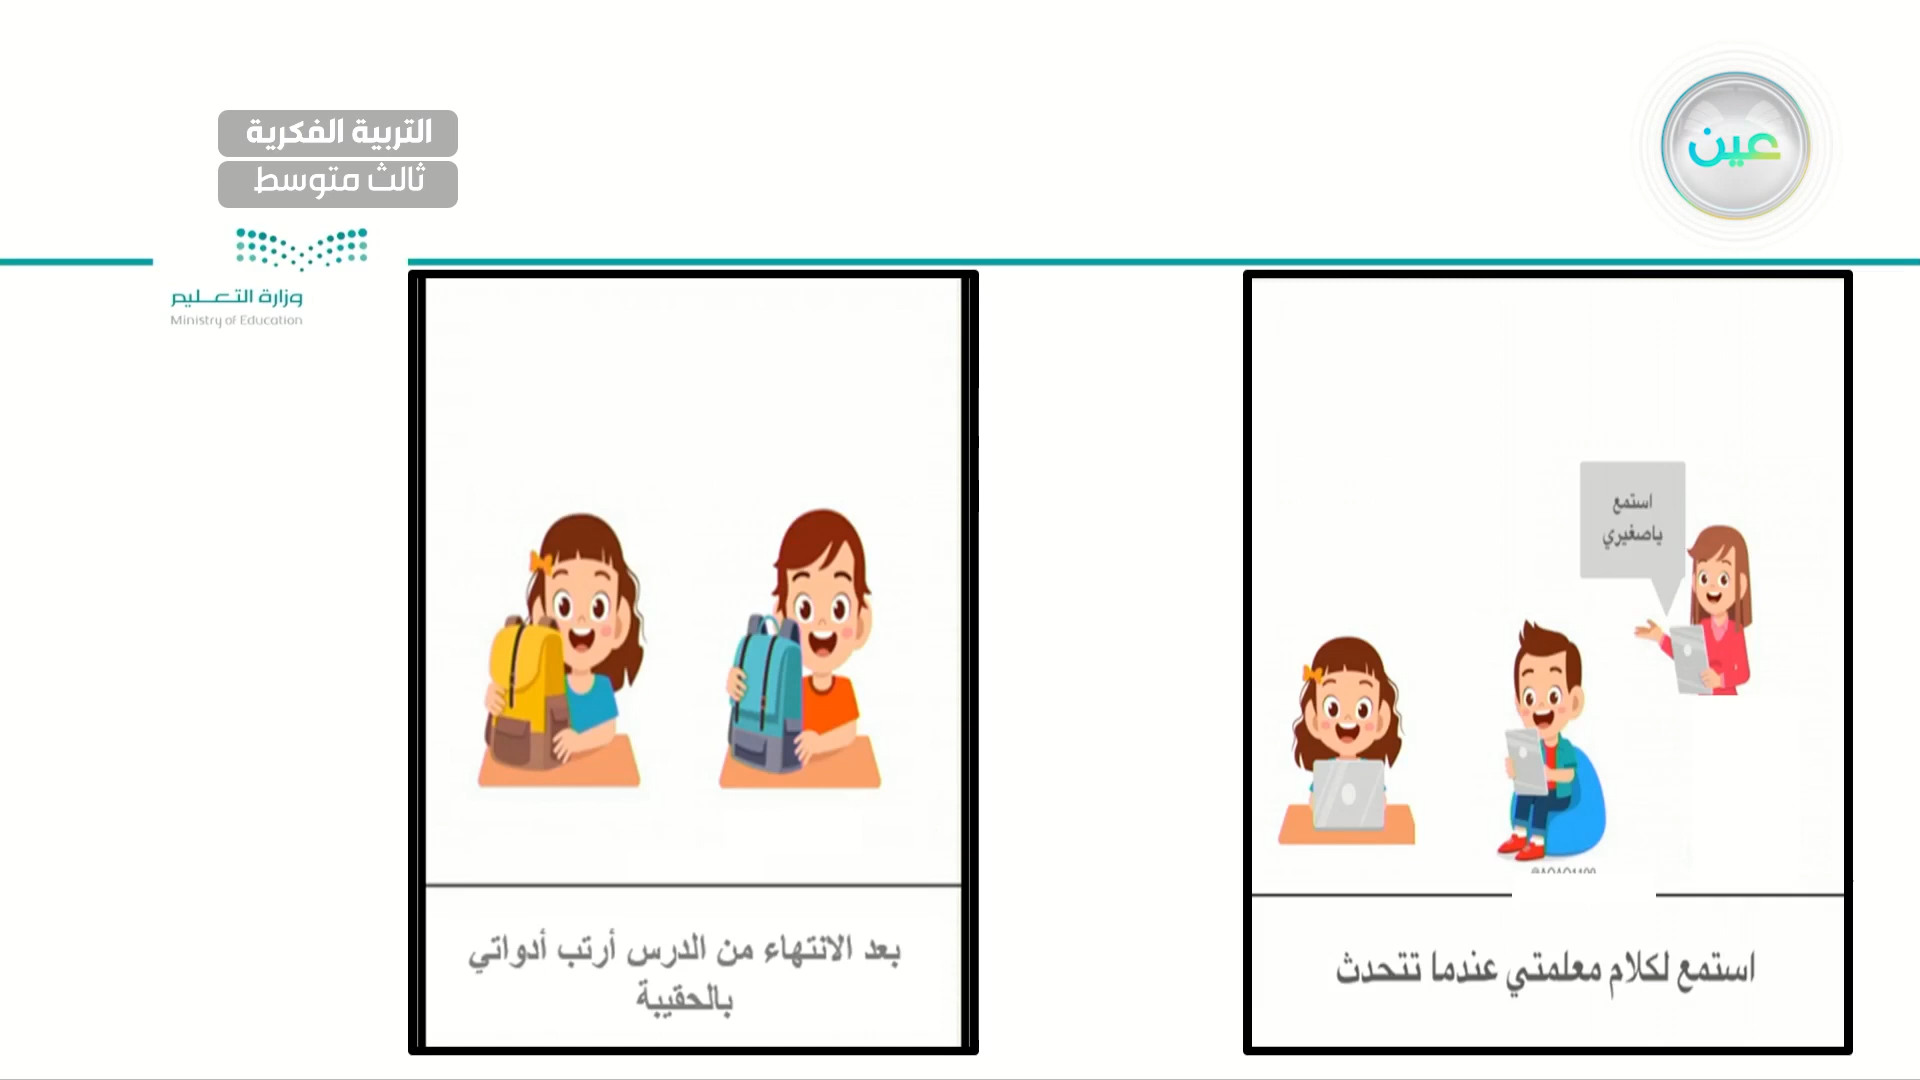 عين
التربية الفكرية
ثالث متوسط
وزارة التعليم
Ministry of Education
استمع
ياصغيري
استمع لكلام معلمتي عندما تتحدث
بعد الانتهاء من الدرس أرتب أدواتي
بالحقيبة